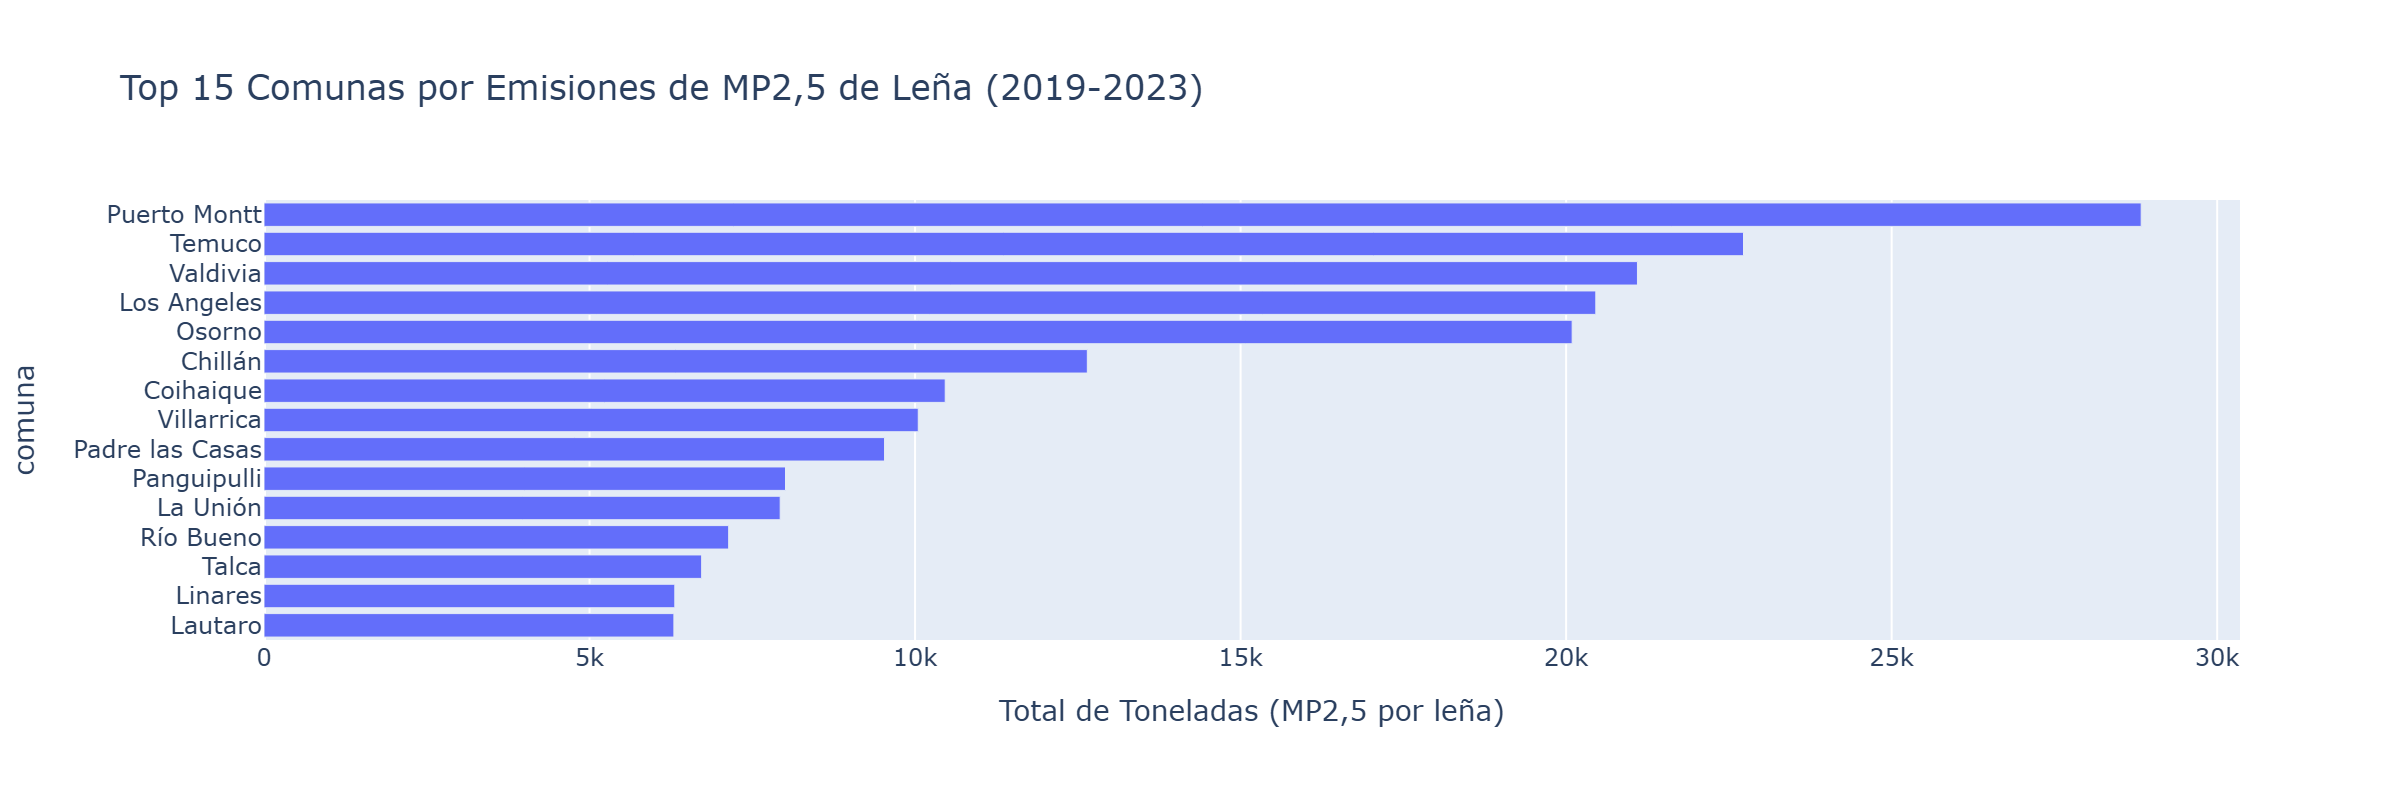 Top 15 Comunas por Emisiones de MP2,5 de Leña (2019-2023)
comuna
Puerto Montt
Temuco
Valdivia
Los Angeles
Osorno
Chillán
Coihaique
Villarrica
Padre las Casas
Panguipulli
La Unión
Río Bueno
Talca
Linares
Lautaro
0 5k 10k 15k 20k 25k 30k
Total de Toneladas (MP2,5 por leña)